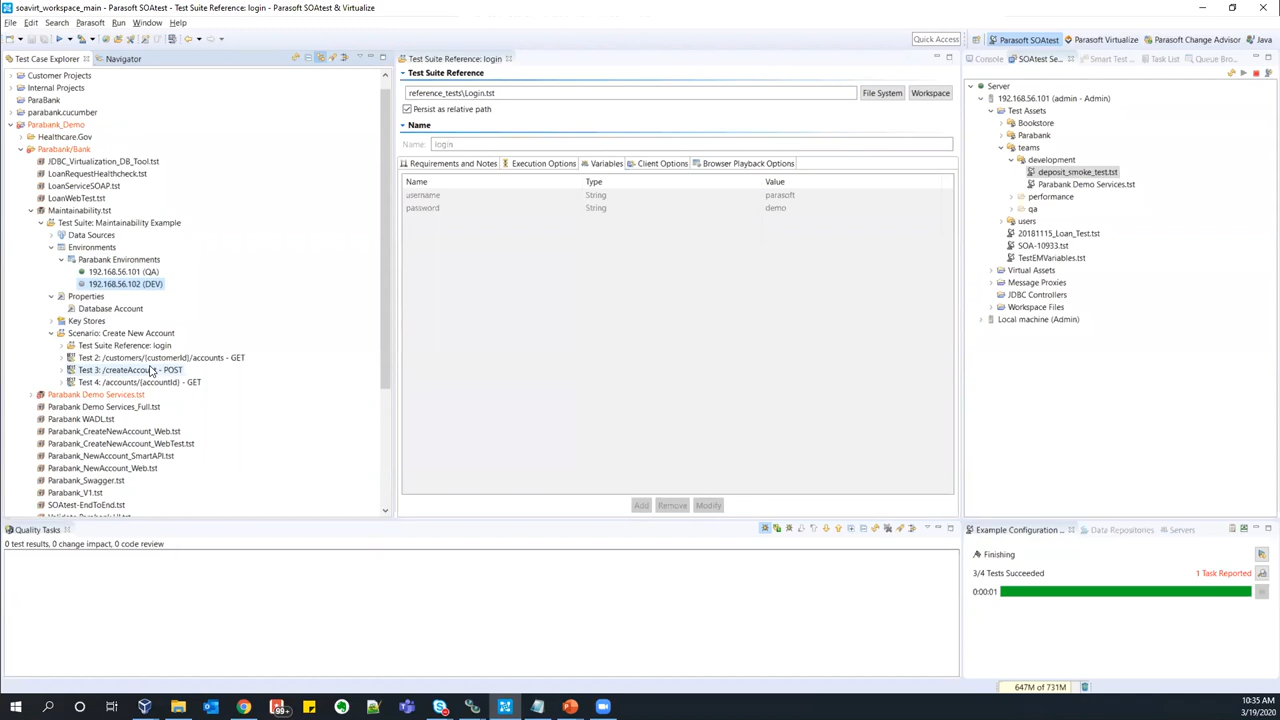 soavirt_workspace_main - Test Suite Reference: login - Parasoft SOAtest & Virtualize
File Edit Search Parasoft Run Window Help
Quick Access Parasoft SOAtest Parasoft Virtualize Parasoft Change Advisor Java
Test Case Explorer Navigator
Customer Projects
Internal Projects
ParaBank
parabank.cucumber
Parabank_Demo
Healthcare.Gov
Parabank/Bank
JDBC_Virtualization_DB_Tool.tst
LoanRequestHealthcheck.tst
LoanServiceSOAP.tst
LoanWebTest.tst
Maintainability.tst
Test Suite: Maintainability Example
Data Sources
Environments
Parabank Environments
192.168.56.101 (QA)
192.168.56.102 (DEV)
Properties
Database Account
Key Stores
Scenario: Create New Account
Test Suite Reference: login
Test 2: /customers/{customerId}/accounts - GET
Test 3: /createAccount - POST
Test 4: /accounts/{accountId} - GET
Parabank Demo Services.tst
Parabank Demo Services_Full.tst
Parabank WADL.tst
Parabank_CreateNewAccount_Web.tst
Parabank_CreateNewAccount_WebTest.tst
Parabank_NewAccount_SmartAPI.tst
Parabank_NewAccount_Web.tst
Parabank_Swagger.tst
Parabank_V1.tst
SOAtest-EndToEnd.tst
Test Suite Reference: login
Test Suite Reference
reference_tests\Login.tst File System Workspace
Persist as relative path
Name
Name: login
Requirements and Notes Execution Options Variables Client Options Browser Playback Options
Name Type Value
username String parasoft
password String demo
Add Remove Modify
Console SOAtest Se... Smart Test ... Task List Queue Bro...
Server
192.168.56.101 (admin - Admin)
Test Assets
Bookstore
Parabank
teams
development
deposit_smoke_test.tst
Parabank Demo Services.tst
performance
qa
users
20181115_Loan_Test.tst
SOA-10933.tst
TestEMVariables.tst
Virtual Assets
Message Proxies
JDBC Controllers
Workspace Files
Local machine (Admin)
Quality Tasks
0 test results, 0 change impact, 0 code review
Example Configuration ... Data Repositories Servers
Finishing
3/4 Tests Succeeded 1 Task Reported
0:00:01
647M of 731M
99+
10:35 AM
3/19/2020